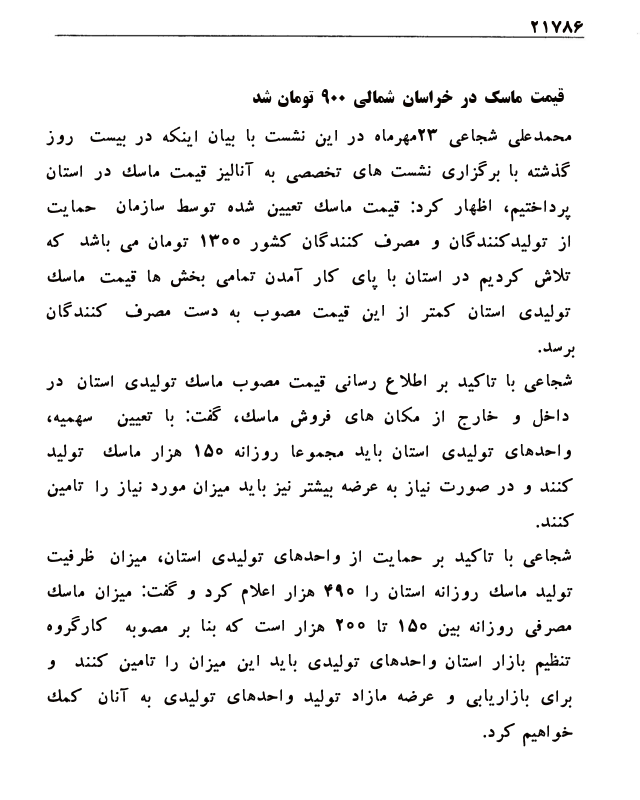 ۲۱۷۸۶
قیمت ماسک در خراسان شمالی ۹۰۰ تومان شد
محمدعلی شجاعی ۲۳مهرماه در این نشست با بیان اینکه در بیست روز
گذشته با برگزاری نشست های تخصصی به آنالیز قیمت ماسک در استان
پرداختیم، اظهار کرد: قیمت ماسک تعیین شده توسط سازمان حمایت
از تولیدکنندگان و مصرف کنندگان کشور ۱۳۰۰ تومان می باشد که
تلاش کردیم در استان با پای کار آمدن تمامی بخش ها قیمت ماسک
تولیدی استان کمتر از این قیمت مصوب به دست مصرف کنندگان
برسد.
شجاعی با تاکید بر اطلاع رسانی قیمت مصوب ماسک تولیدی استان در
داخل و خارج از مکان های فروش ماسک، گفت: با تعیین سهمیه،
واحدهای تولیدی استان باید مجموعا روزانه ۱۵۰ هزار ماسک تولید
کنند و در صورت نیاز به عرضه بیشتر نیز باید میزان مورد نیاز را تامین
کنند.
شجاعی با تاکید بر حمایت از واحدهای تولیدی استان، میزان ظرفیت
تولید ماسک روزانه استان را ۴۹۰ هزار اعلام کرد و گفت: میزان ماسک
مصرفی روزانه بین ۱۵۰ تا ۲۰۰ هزار است که بنا بر مصوبه کارگروه
تنظیم بازار استان واحدهای تولیدی باید این میزان را تامین کنند و
برای بازاریابی و عرضه مازاد تولید واحدهای تولیدی به آنان کمک
خواهیم کرد.